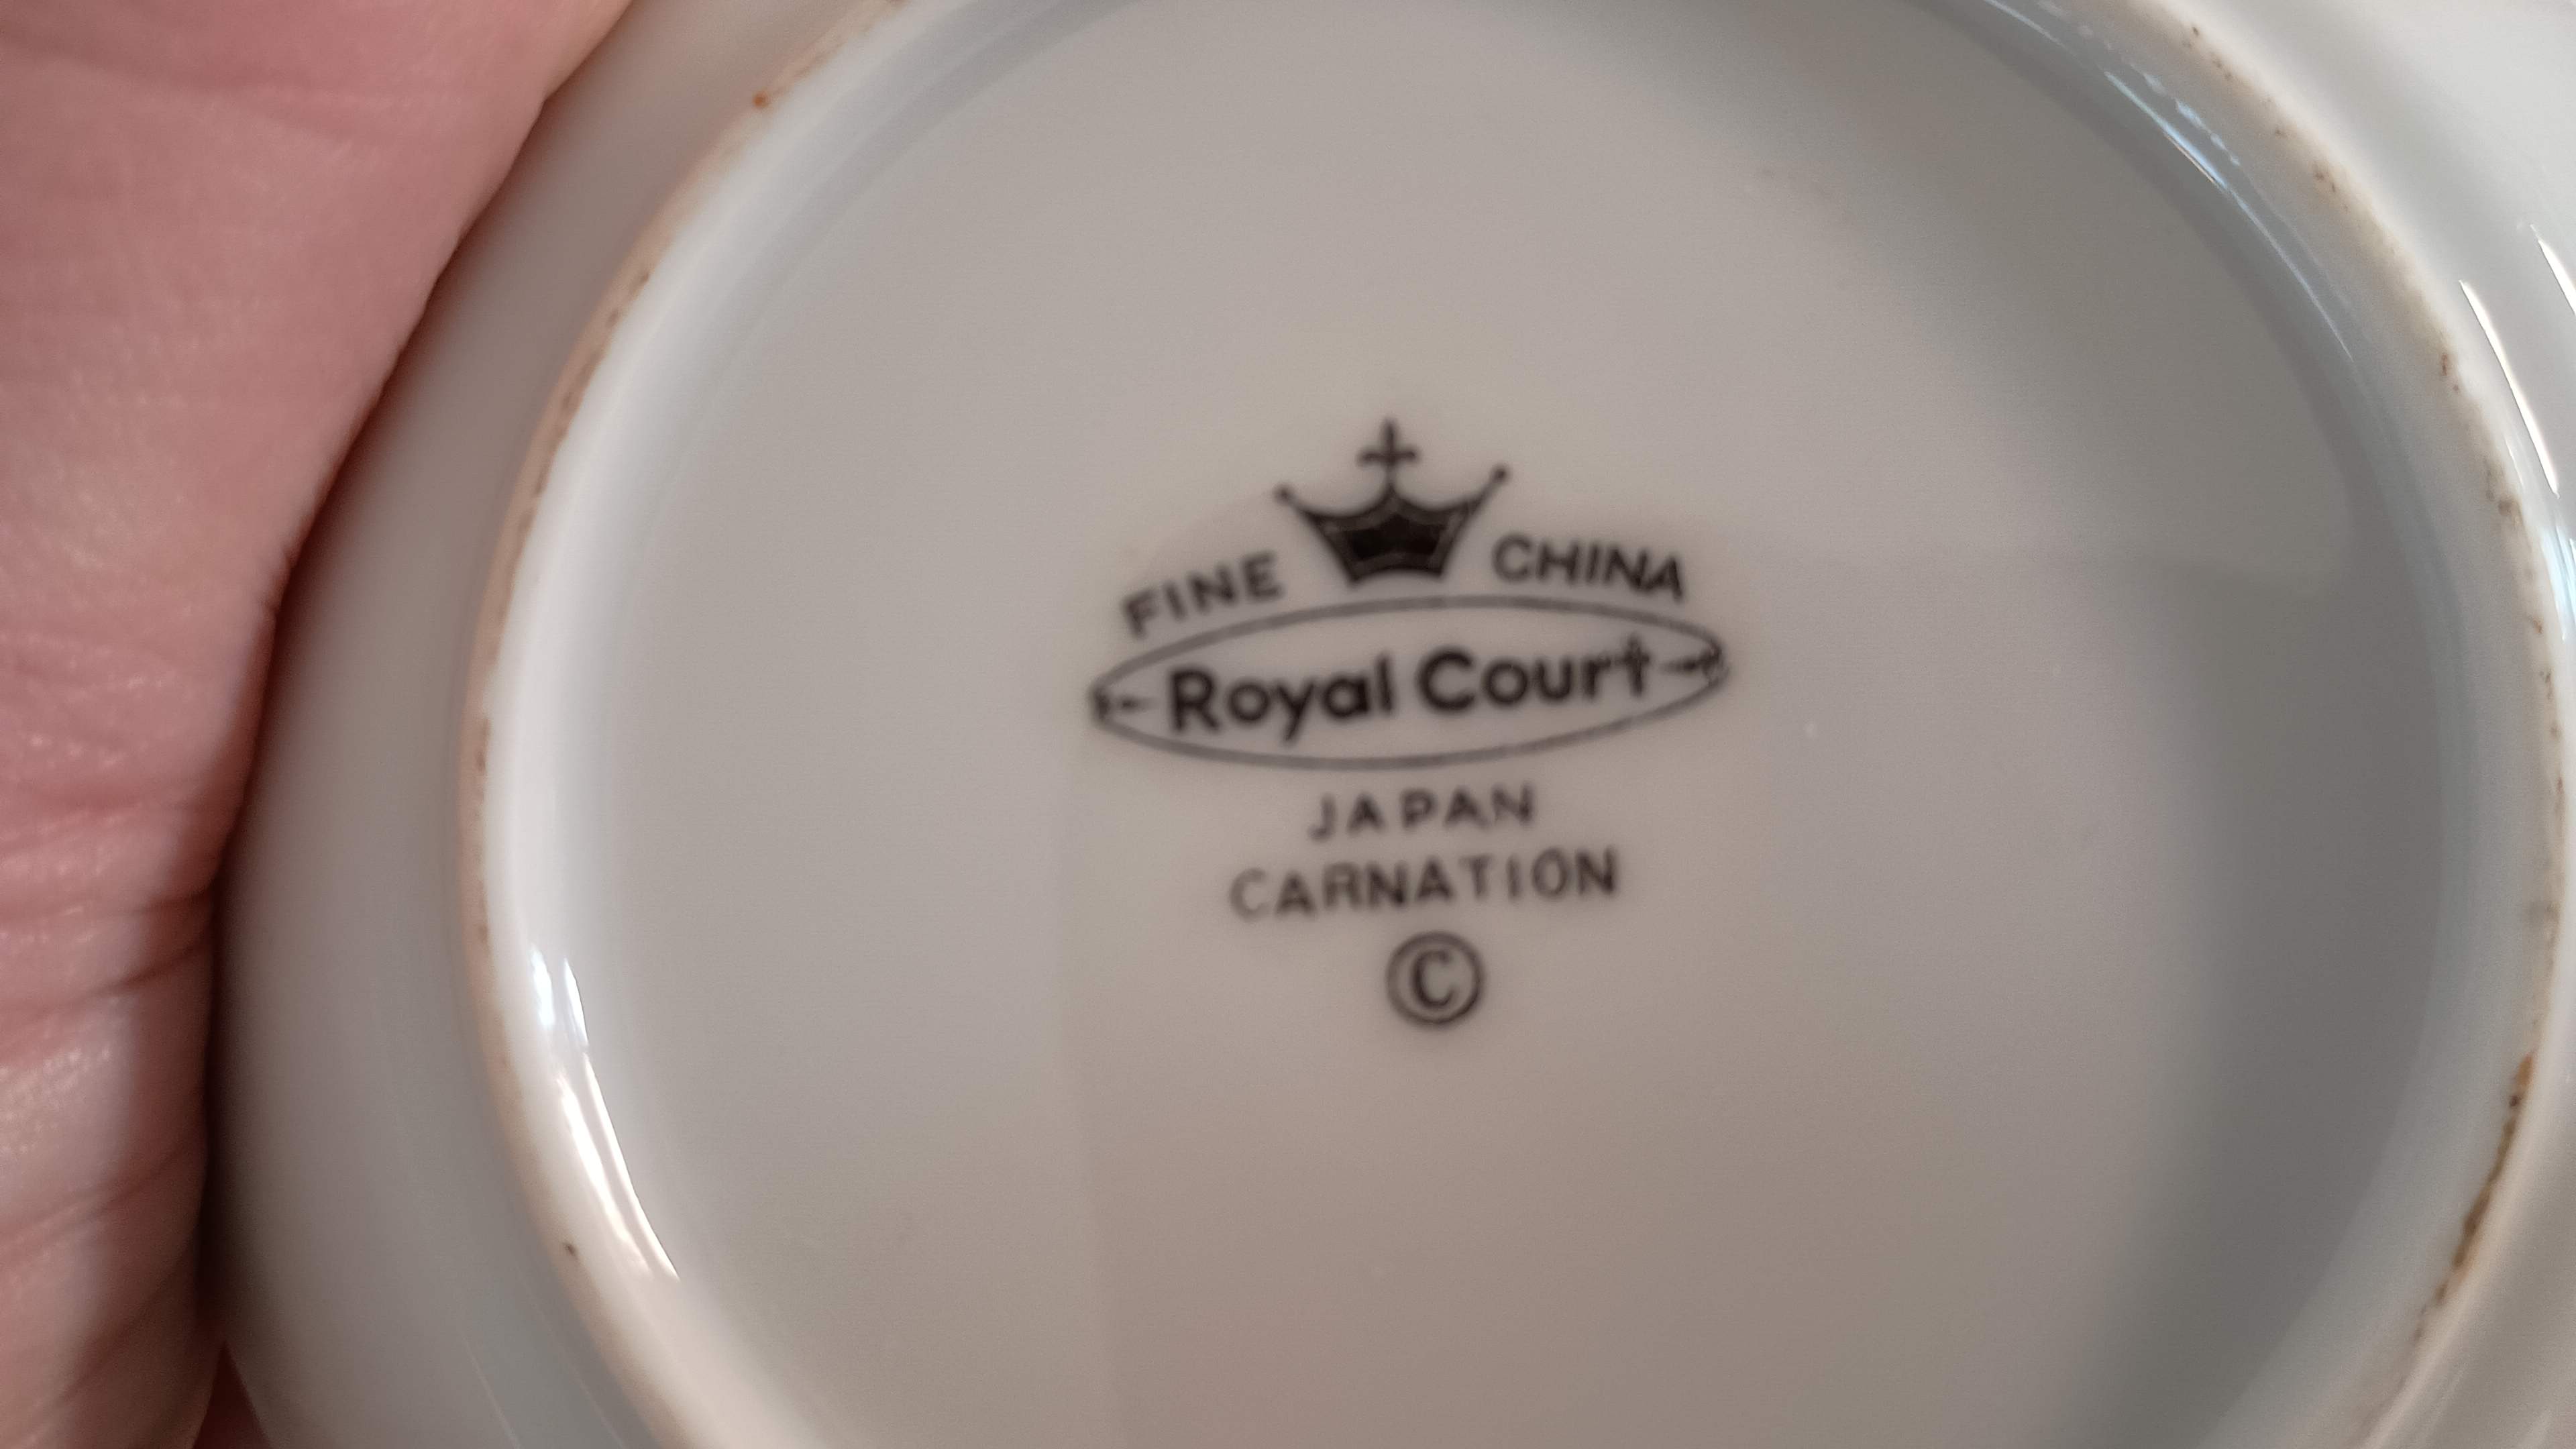 FINE CHINA
Royal Court
JAPAN
CARNATION
©